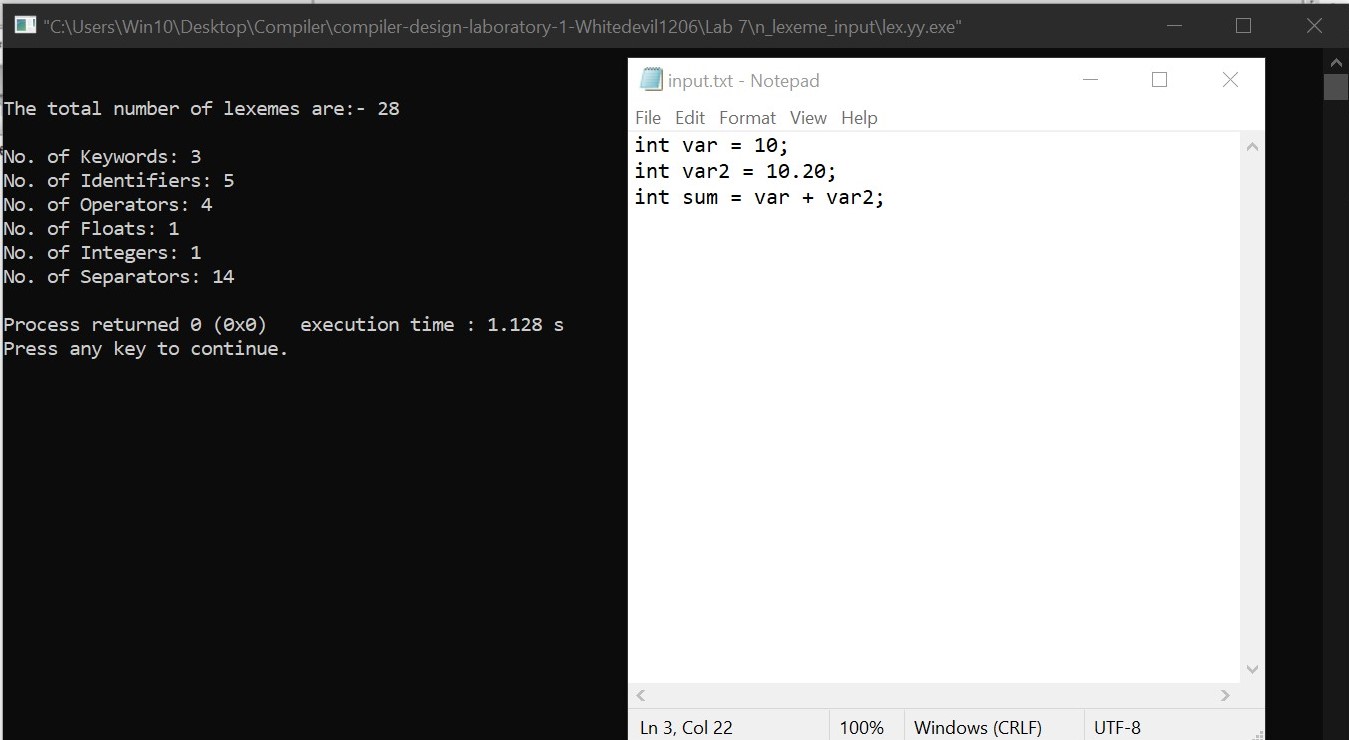 "C:\Users\Win10\Desktop\Compiler\compiler-design-laboratory-1-Whitedevil1206\Lab 7\n_lexeme_input\lex.yy.exe"
The total number of lexemes are:- 28
No. of Keywords: 3
No. of Identifiers: 5
No. of Operators: 4
No. of Floats: 1
No. of Integers: 1
No. of Separators: 14
Process returned 0 (0x0)   execution time : 1.128 s
Press any key to continue.
input.txt - Notepad
File Edit Format View Help
int var = 10;
int var2 = 10.20;
int sum = var + var2;
Ln 3, Col 22 100% Windows (CRLF) UTF-8